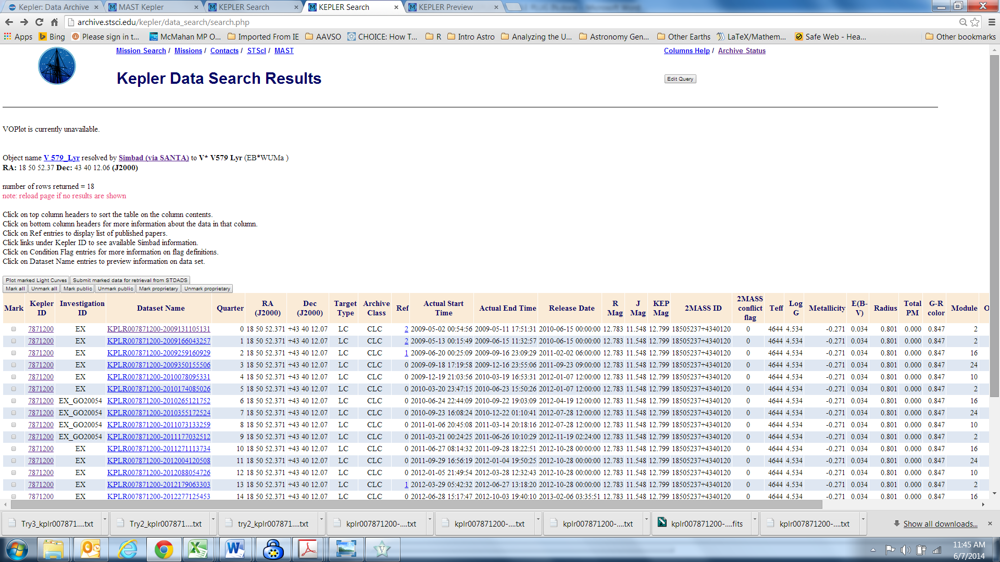 Kepler: Data Archive × MAST Kepler × KEPLER Search × KEPLER Search × KEPLER Preview ×
archive.stsci.edu/kepler/data_search/search.php
Apps Bing Please sign in t... McMahan MP O... Imported From IE AAVSO CHOICE: How T... R Intro Astro Analyzing the U... Astronomy Gen... Other Earths LaTeX/Mathem... Safe Web - Hea... Other bookmarks
Mission Search / Missions / Contacts / STScI / MAST Columns Help / Archive Status
Kepler Data Search Results Edit Query
VOPlot is currently unavailable.
Object name V 579_Lyr resolved by Simbad (via SANTA) to V* V579 Lyr (EB*WUMa )
RA: 18 50 52.37 Dec: 43 40 12.06 (J2000)
number of rows returned = 18
note: reload page if no results are shown
Click on top column headers to sort the table on the column contents.
Click on bottom column headers for more information about the data in that column.
Click on Ref entries to display list of published papers.
Click links under Kepler ID to see available Simbad information.
Click on Condition Flag entries for more information on flag definitions.
Click on Dataset Name entries to preview information on data set.
Plot marked Light Curves Submit marked data for retrieval from STDADS
Mark all Unmark all Mark public Unmark public Mark proprietary Unmark proprietary
Mark Kepler ID Investigation ID Dataset Name Quarter RA (J2000) Dec (J2000) Target Type Archive Class Ref Actual Start Time Actual End Time Release Date R Mag J Mag KEP Mag 2MASS ID 2MASS conflict flag Teff Log G Metallicity E(B-V) Radius Total PM G-R color Module O
7871200 EX KPLR007871200-2009131105131 0 18 50 52.371 +43 40 12.07 LC CLC 2 2009-05-02 00:54:56 2009-05-11 17:51:31 2010-06-15 00:00:00 12.783 11.548 12.799 18505237+4340120 0 4644 4.534 -0.271 0.034 0.801 0.000 0.847 2
7871200 EX KPLR007871200-2009166043257 1 18 50 52.371 +43 40 12.07 LC CLC 2 2009-05-13 00:15:49 2009-06-15 11:32:57 2010-06-15 00:00:00 12.783 11.548 12.799 18505237+4340120 0 4644 4.534 -0.271 0.034 0.801 0.000 0.847 2
7871200 EX KPLR007871200-2009259160929 2 18 50 52.371 +43 40 12.07 LC CLC 1 2009-06-20 00:25:09 2009-09-16 23:09:29 2011-02-02 06:00:00 12.783 11.548 12.799 18505237+4340120 0 4644 4.534 -0.271 0.034 0.801 0.000 0.847 16
7871200 EX KPLR007871200-2009350155506 3 18 50 52.371 +43 40 12.07 LC CLC 0 2009-09-18 17:19:58 2009-12-16 23:55:06 2011-09-23 09:00:00 12.783 11.548 12.799 18505237+4340120 0 4644 4.534 -0.271 0.034 0.801 0.000 0.847 24
7871200 EX KPLR007871200-2010078095331 4 18 50 52.371 +43 40 12.07 LC CLC 0 2009-12-19 21:03:56 2010-03-19 16:53:31 2012-01-07 12:00:00 12.783 11.548 12.799 18505237+4340120 0 4644 4.534 -0.271 0.034 0.801 0.000 0.847 10
7871200 EX KPLR007871200-2010174085026 5 18 50 52.371 +43 40 12.07 LC CLC 0 2010-03-20 23:47:15 2010-06-23 15:50:26 2012-01-07 12:00:00 12.783 11.548 12.799 18505237+4340120 0 4644 4.534 -0.271 0.034 0.801 0.000 0.847 2
7871200 EX_GO20054 KPLR007871200-2010265121752 6 18 50 52.371 +43 40 12.07 LC CLC 0 2010-06-24 22:44:09 2010-09-22 19:03:09 2012-04-19 12:00:00 12.783 11.548 12.799 18505237+4340120 0 4644 4.534 -0.271 0.034 0.801 0.000 0.847 16
7871200 EX_GO20054 KPLR007871200-2010355172524 7 18 50 52.371 +43 40 12.07 LC CLC 0 2010-09-23 16:08:24 2010-12-22 01:10:41 2012-07-28 12:00:00 12.783 11.548 12.799 18505237+4340120 0 4644 4.534 -0.271 0.034 0.801 0.000 0.847 24
7871200 EX_GO20054 KPLR007871200-2011073133259 8 18 50 52.371 +43 40 12.07 LC CLC 0 2011-01-06 20:45:08 2011-03-14 20:18:16 2012-07-28 12:00:00 12.783 11.548 12.799 18505237+4340120 0 4644 4.534 -0.271 0.034 0.801 0.000 0.847 10
7871200 EX_GO20054 KPLR007871200-2011177032512 9 18 50 52.371 +43 40 12.07 LC CLC 0 2011-03-21 00:24:25 2011-06-26 10:10:29 2012-11-19 02:24:00 12.783 11.548 12.799 18505237+4340120 0 4644 4.534 -0.271 0.034 0.801 0.000 0.847 2
7871200 EX KPLR007871200-2011271113734 10 18 50 52.371 +43 40 12.07 LC CLC 0 2011-06-27 08:14:32 2011-09-28 18:22:51 2012-10-28 00:00:00 12.783 11.548 12.799 18505237+4340120 0 4644 4.534 -0.271 0.034 0.801 0.000 0.847 16
7871200 EX KPLR007871200-2012004120508 11 18 50 52.371 +43 40 12.07 LC CLC 0 2011-09-29 16:56:19 2012-01-04 19:50:25 2012-10-28 00:00:00 12.783 11.548 12.799 18505237+4340120 0 4644 4.534 -0.271 0.034 0.801 0.000 0.847 24
7871200 EX KPLR007871200-2012088054726 12 18 50 52.371 +43 40 12.07 LC CLC 0 2012-01-05 21:49:54 2012-03-28 12:32:43 2012-10-28 00:00:00 12.783 11.548 12.799 18505237+4340120 0 4644 4.534 -0.271 0.034 0.801 0.000 0.847 10
7871200 EX KPLR007871200-2012179063303 13 18 50 52.371 +43 40 12.07 LC CLC 1 2012-03-29 05:42:32 2012-06-27 13:18:20 2012-10-28 00:00:00 12.783 11.548 12.799 18505237+4340120 0 4644 4.534 -0.271 0.034 0.801 0.000 0.847 2
7871200 EX KPLR007871200-2012277125453 14 18 50 52.371 +43 40 12.07 LC CLC 0 2012-06-28 15:17:47 2012-10-03 19:40:10 2013-02-06 03:35:51 12.783 11.548 12.799 18505237+4340120 0 4644 4.534 -0.271 0.034 0.801 0.000 0.847 16
Try3_kplr007871....txt Try2_kplr007871....txt try2_kplr007871....txt kplr007871200-....txt kplr007871200-....txt kplr007871200-....txt kplr007871200-....fits kplr007871200-....txt Show all downloads...
11:45 AM
6/7/2014